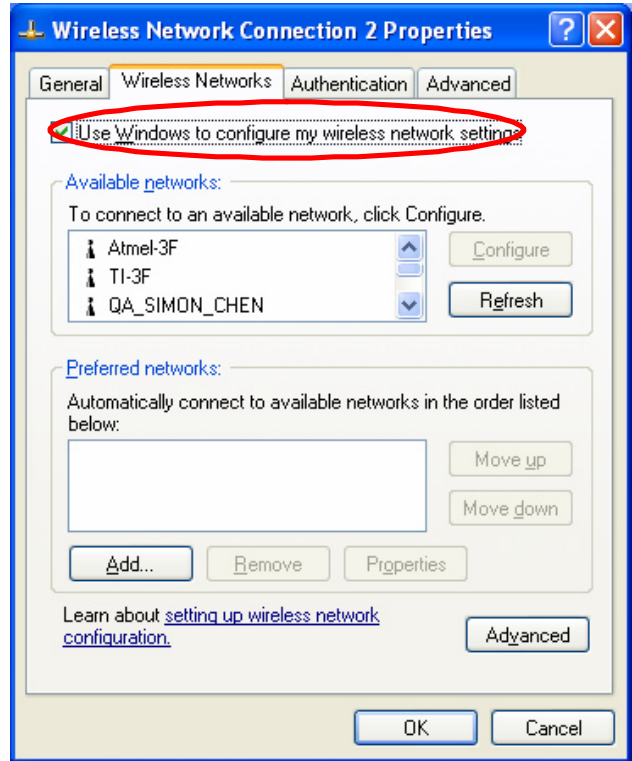 Wireless Network Connection 2 Properties
General Wireless Networks Authentication Advanced
Use Windows to configure my wireless network settings
Available networks:
To connect to an available network, click Configure.
Atmel-3F
Configure
TI-3F
QA_SIMON_CHEN
Refresh
Preferred networks:
Automatically connect to available networks in the order listed
below:
Move up
Move down
Add... Remove Properties
Learn about setting up wireless network
configuration.
Advanced
OK Cancel